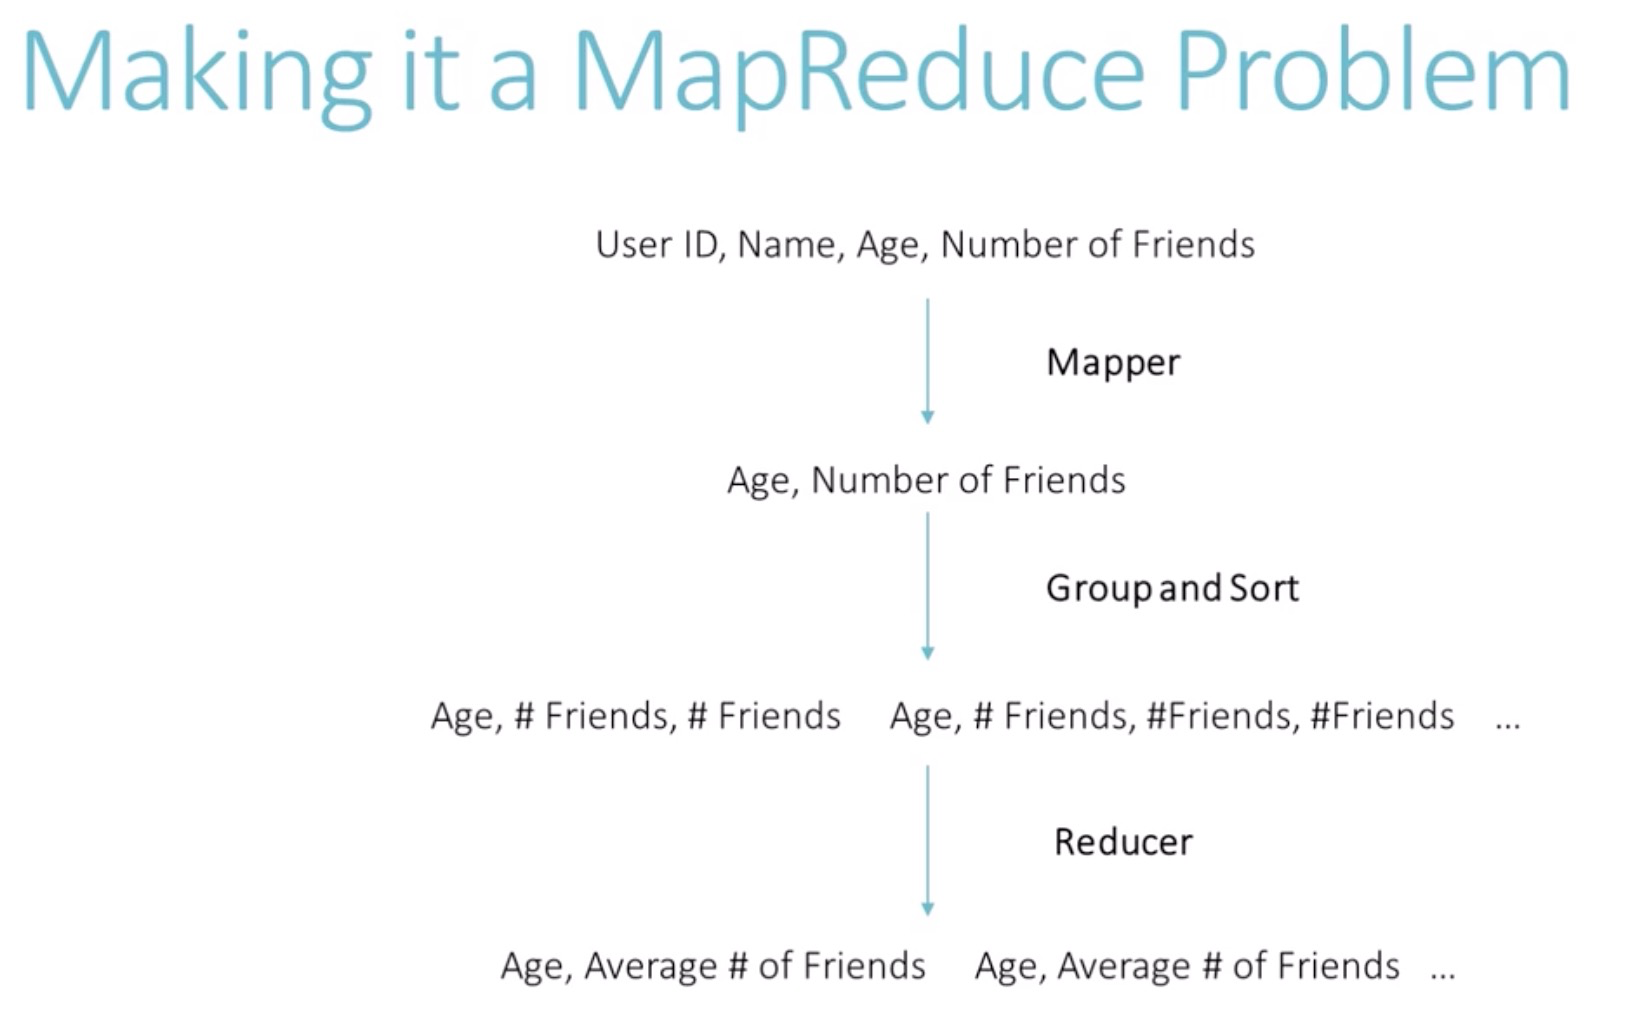 Making it a MapReduce Problem
User ID, Name, Age, Number of Friends
Mapper
Age, Number of Friends
Group and Sort
Age, # Friends, # Friends Age, # Friends, #Friends, #Friends ...
Reducer
Age, Average # of Friends Age, Average # of Friends ...